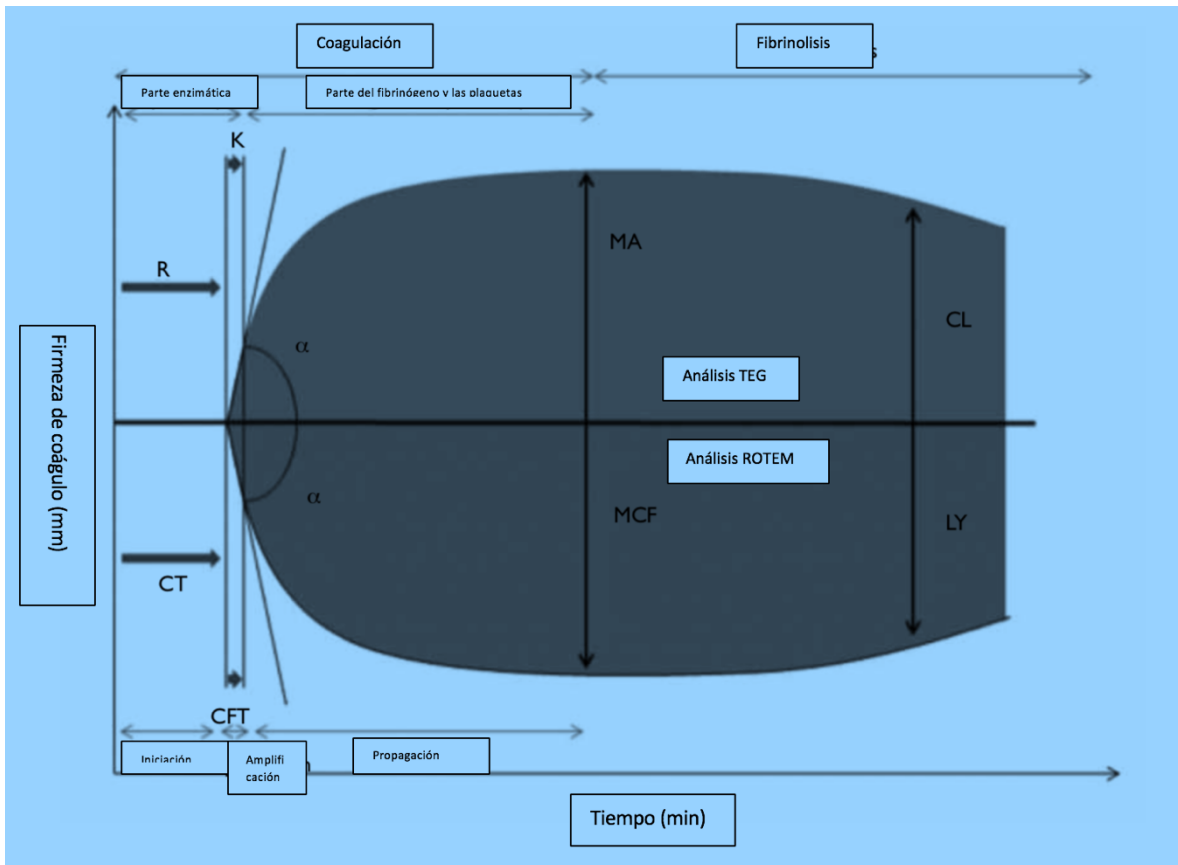 Coagulación
Fibrinolisis
s
Parte enzimática
Parte del fibrinógeno y las plaquetas
K
R
MA
α
CL
Firmeza de coágulo (mm)
Análisis TEG
Análisis ROTEM
α
MCF
LY
CT
CFT
Iniciación
Amplifi
cación
n
Propagación
Tiempo (min)